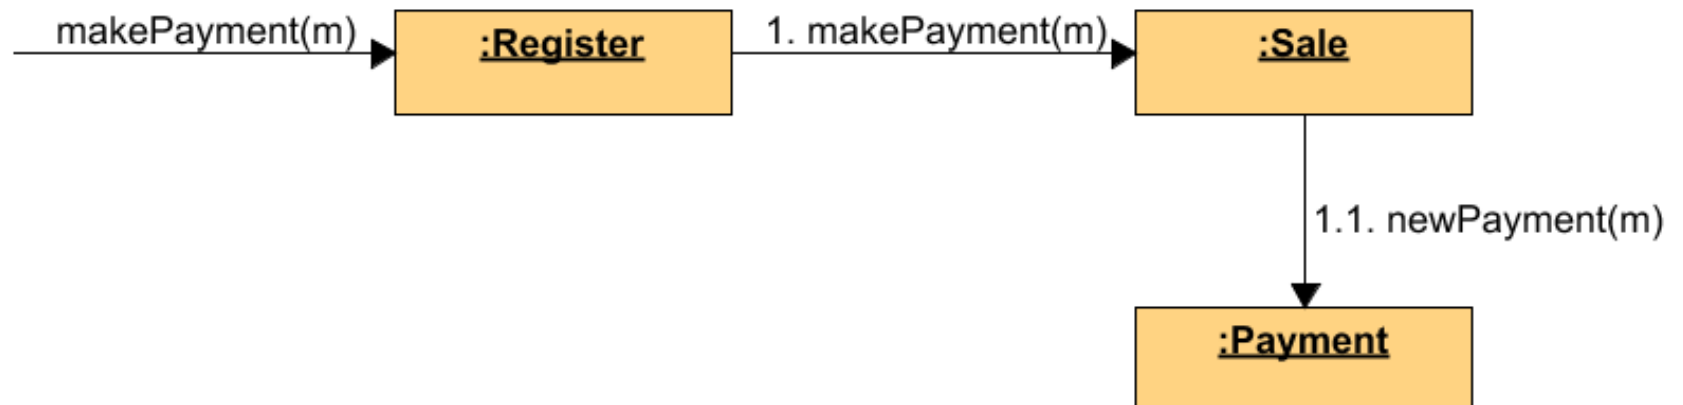 makePayment(m)
:Register
1. makePayment(m)
:Sale
1.1. newPayment(m)
:Payment